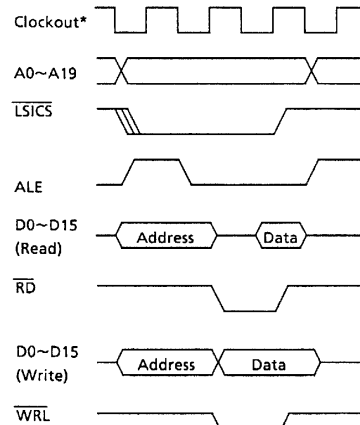 Clockout*
A0~A19
LSICS
ALE
D0~D15
(Read)
Address
Data
RD
D0~D15
(Write)
Address
Data
WRL